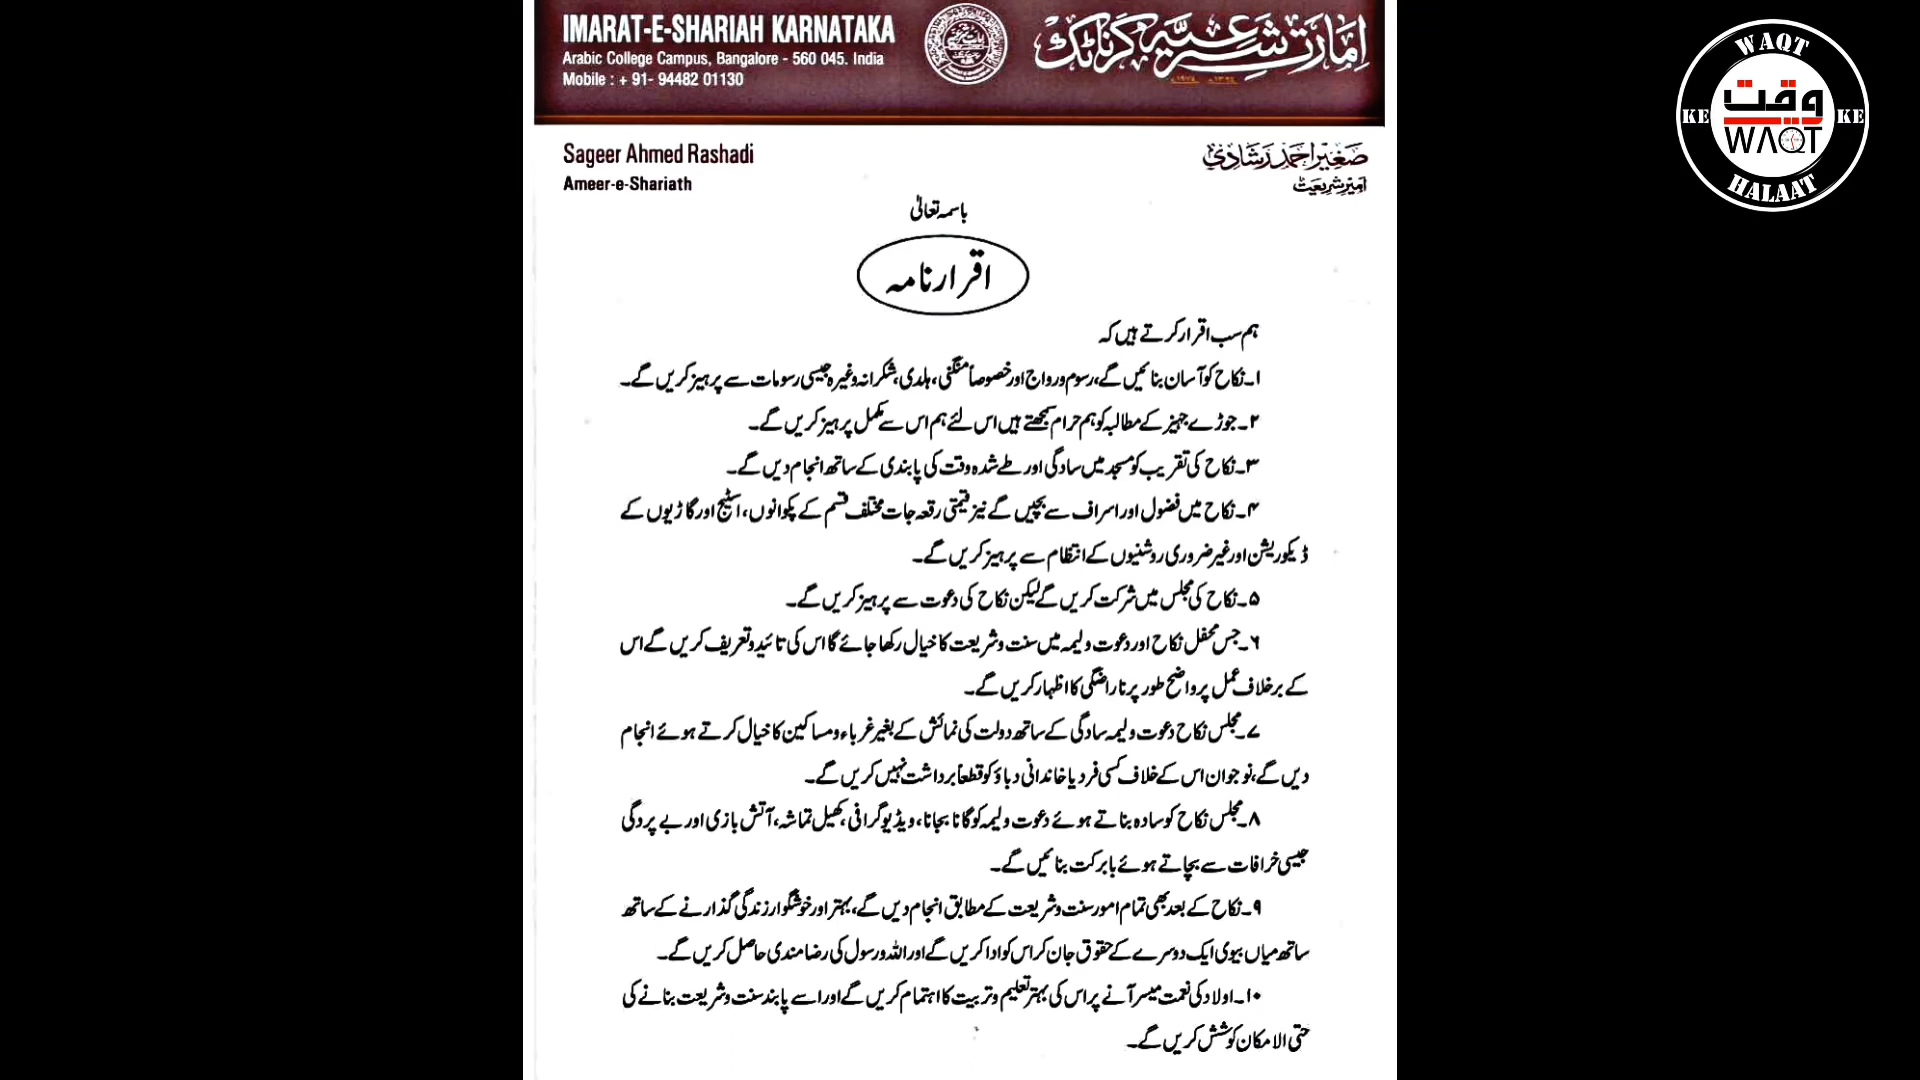 IMARAT-E-SHARIAH KARNATAKA
Arabic College Campus, Bangalore - 560 045. India
Mobile : + 91- 94482 01130
امارت شرعیہ کرناٹک
Sageer Ahmed Rashadi
Ameer-e-Shariath
صغیر احمد رشادی
امیر شریعت
باسمہ تعالیٰ
اقرار نامہ
ہم سب اقرار کرتے ہیں کہ
۱۔ نکاح کو آسان بنائیں گے، رسوم و رواج اور خصوصاً منگنی، ہلدی، شکرانہ وغیرہ جیسی رسومات سے پرہیز کریں گے۔
۲۔ جوڑے جہیز کے مطالبہ کو ہم حرام سمجھتے ہیں اس لئے ہم اس سے مکمل پرہیز کریں گے۔
۳۔ نکاح کی تقریب کو مسجد میں سادگی اور طے شدہ وقت کی پابندی کے ساتھ انجام دیں گے۔
۴۔ نکاح میں فضول اور اسراف سے بچیں گے نیز قیمتی رقعہ جات مختلف قسم کے پکوانوں، اسٹیج اور گاڑیوں کے
ڈیکوریشن اور غیر ضروری روشنیوں کے انتظام سے پرہیز کریں گے۔
۵۔ نکاح کی مجلس میں شرکت کریں گے لیکن نکاح کی دعوت سے پرہیز کریں گے۔
۶۔ جس محفل نکاح اور دعوت ولیمہ میں سنت و شریعت کا خیال رکھا جائے گا اس کی تائید و تعریف کریں گے اس
کے برخلاف عمل پر واضح طور پر ناراضگی کا اظہار کریں گے۔
۷۔ مجلس نکاح دعوت ولیمہ سادگی کے ساتھ دولت کی نمائش کے بغیر غرباء و مساکین کا خیال کرتے ہوئے انجام
دیں گے، نوجوان اس کے خلاف کسی فرد یا خاندانی دباؤ کو قطعاً برداشت نہیں کریں گے۔
۸۔ مجلس نکاح کو سادہ بناتے ہوئے دعوت ولیمہ کو گانا بجانا، ویڈیو گرافی، کھیل تماشہ، آتش بازی اور بے پردگی
جیسی خرافات سے بچاتے ہوئے بابرکت بنائیں گے۔
۹۔ نکاح کے بعد بھی تمام امور سنت و شریعت کے مطابق انجام دیں گے، بہتر اور خوشگوار زندگی گذارنے کے ساتھ
ساتھ میاں بیوی ایک دوسرے کے حقوق جان کر اس کو ادا کریں گے اور اللہ و رسول کی رضامندی حاصل کریں گے۔
۱۰۔ اولاد کی نعمت میسر آنے پر اس کی بہتر تعلیم و تربیت کا اہتمام کریں گے اور اسے پابند سنت و شریعت بنانے کی
حتی الامکان کوشش کریں گے۔
WAQT
KE
وقت
WAQT
KE
HALAAT